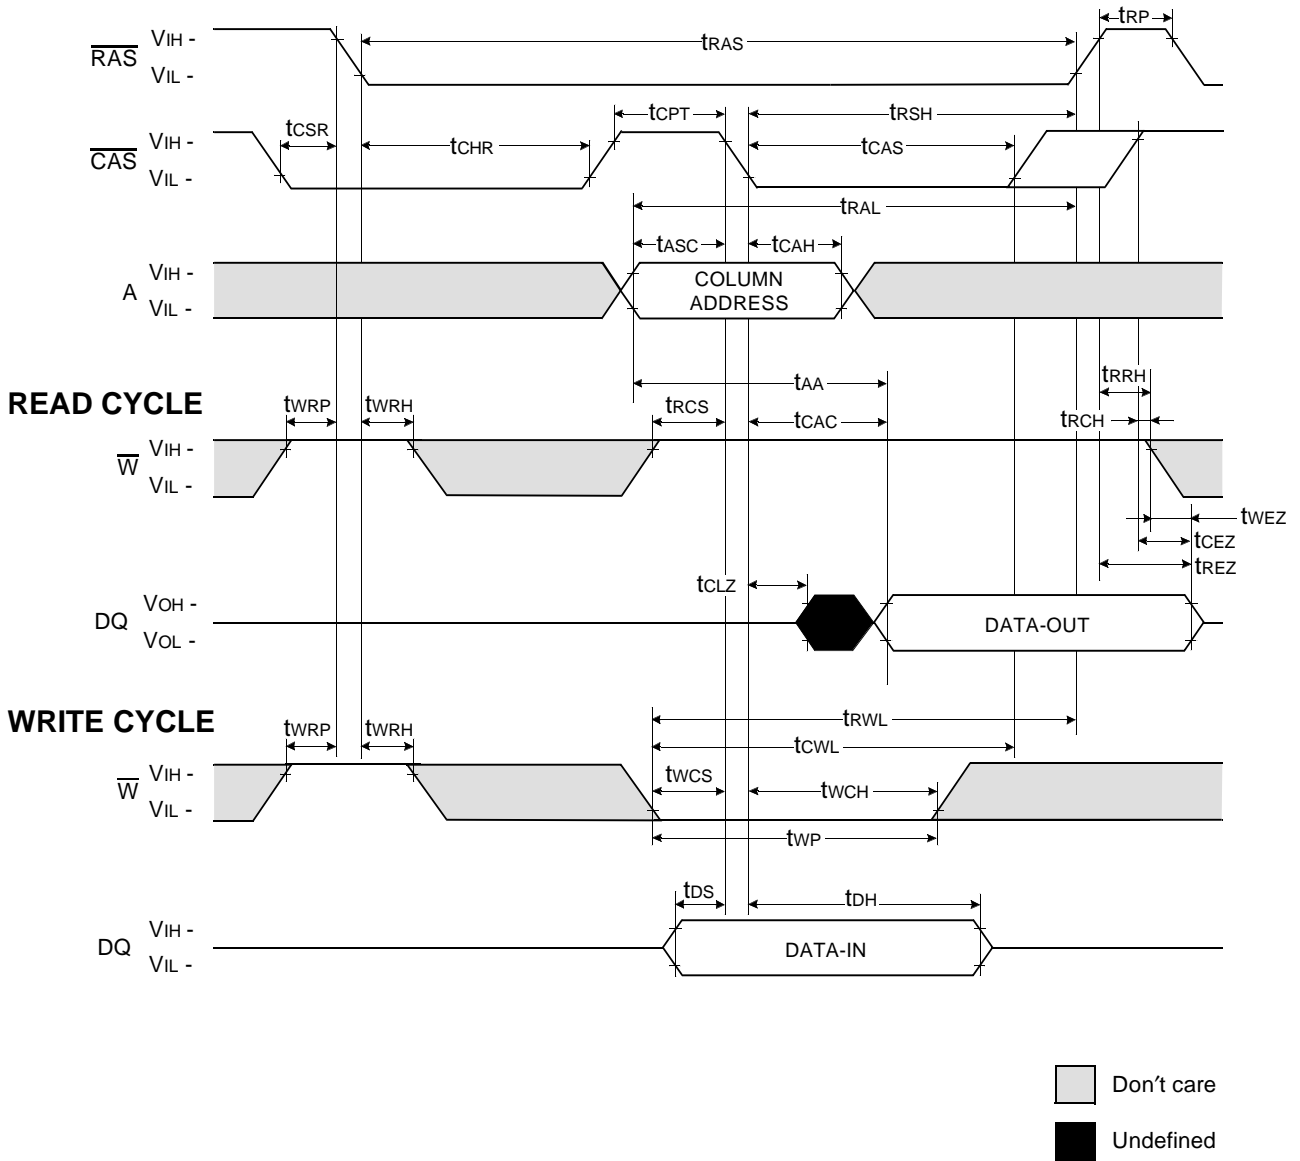 tRP
RAS
VIH -
VIL -
tRAS
tCPT
tRSH
tCSR
CAS
VIH -
VIL -
tCHR
tCAS
tRAL
tASC
tCAH
A
VIH -
VIL -
COLUMN
ADDRESS
tAA
tRRH
READ CYCLE
tWRP
tWRH
tRCS
tCAC
tRCH
W
VIH -
VIL -
tWEZ
tCEZ
tREZ
tCLZ
DQ
VOH -
VOL -
DATA-OUT
WRITE CYCLE
tRWL
tWRP
tWRH
tCWL
W
VIH -
VIL -
tWCS
tWCH
tWP
tDS
tDH
DQ
VIH -
VIL -
DATA-IN
Don′t care
Undefined